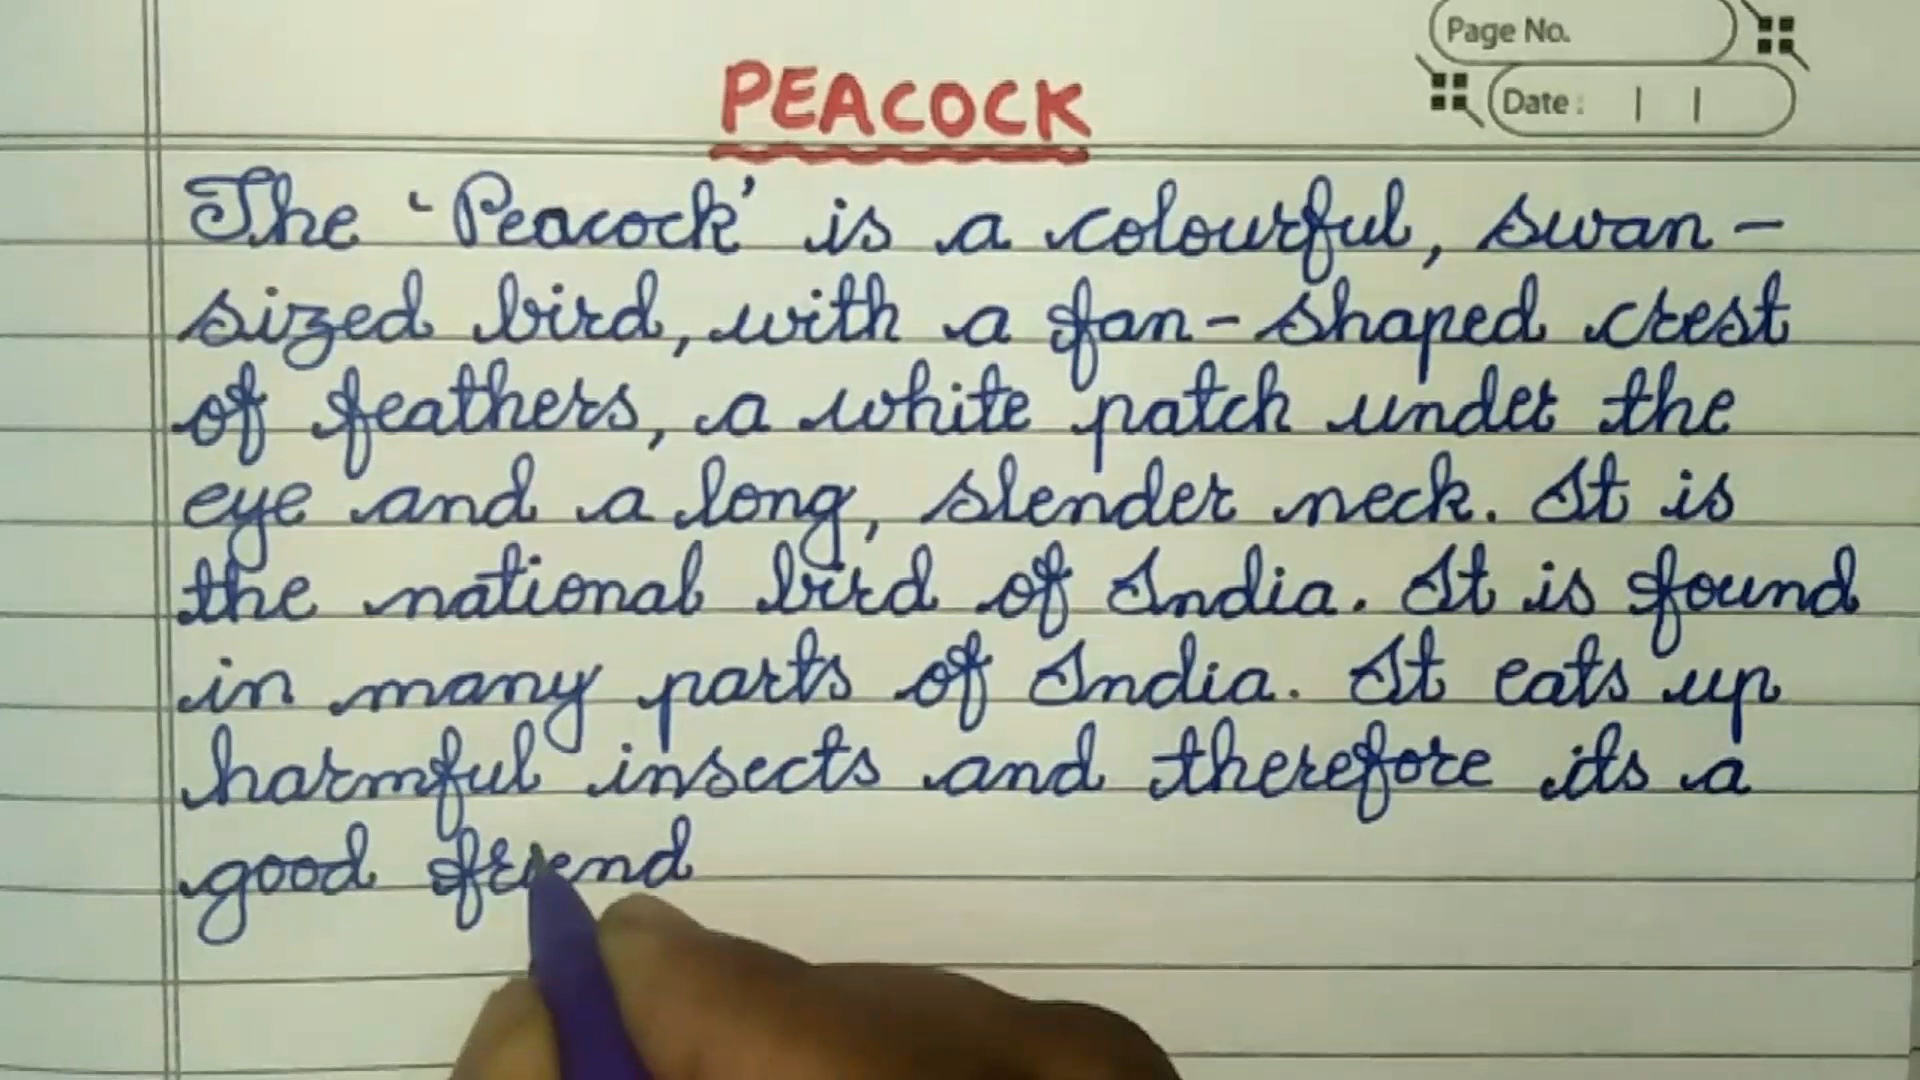 Page No.
Date :
PEACOCK
The 'Peacock' is a colourful, swan-
sized bird, with a fan-shaped crest
of feathers, a white patch under the
eye and a long, slender neck. It is
the national bird of India. It is found
in many parts of India. It eats up
harmful insects and therefore its a
good friend